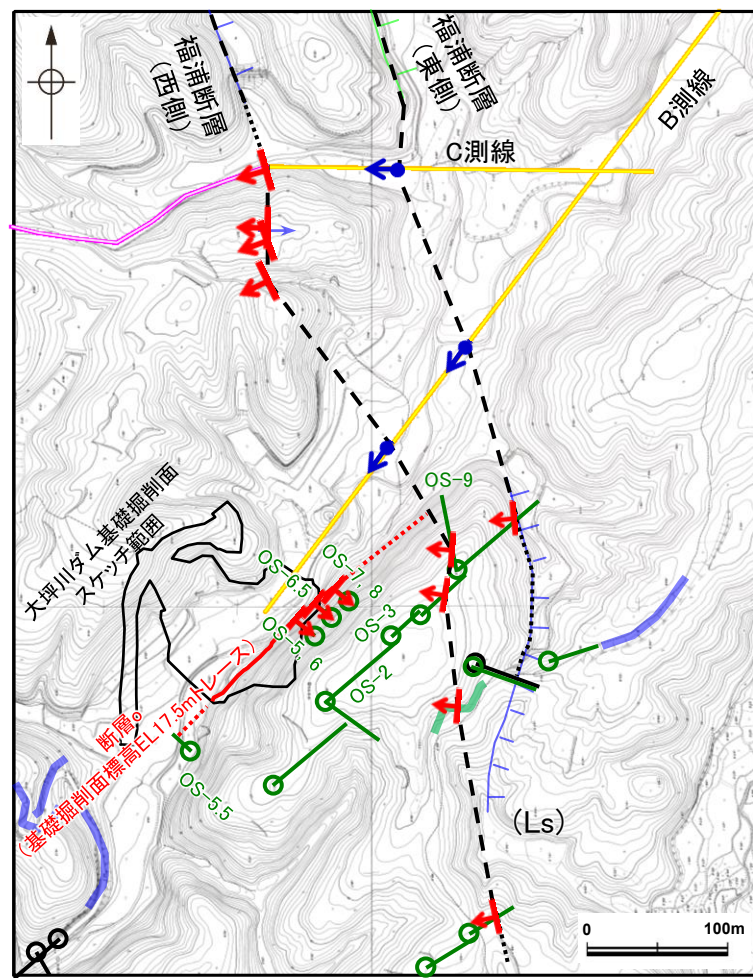 福浦断層
(西側)
福浦断層
(東側)
B測線
C測線
大坪川ダム基礎掘削面
スケッチ範囲
OS-9
OS-7, 8
OS-6.5
OS-5, 6
OS-3
OS-2
断層o
(基礎掘削面標高EL17.5mトレース)
OS-5.5
(Ls)
0 100m